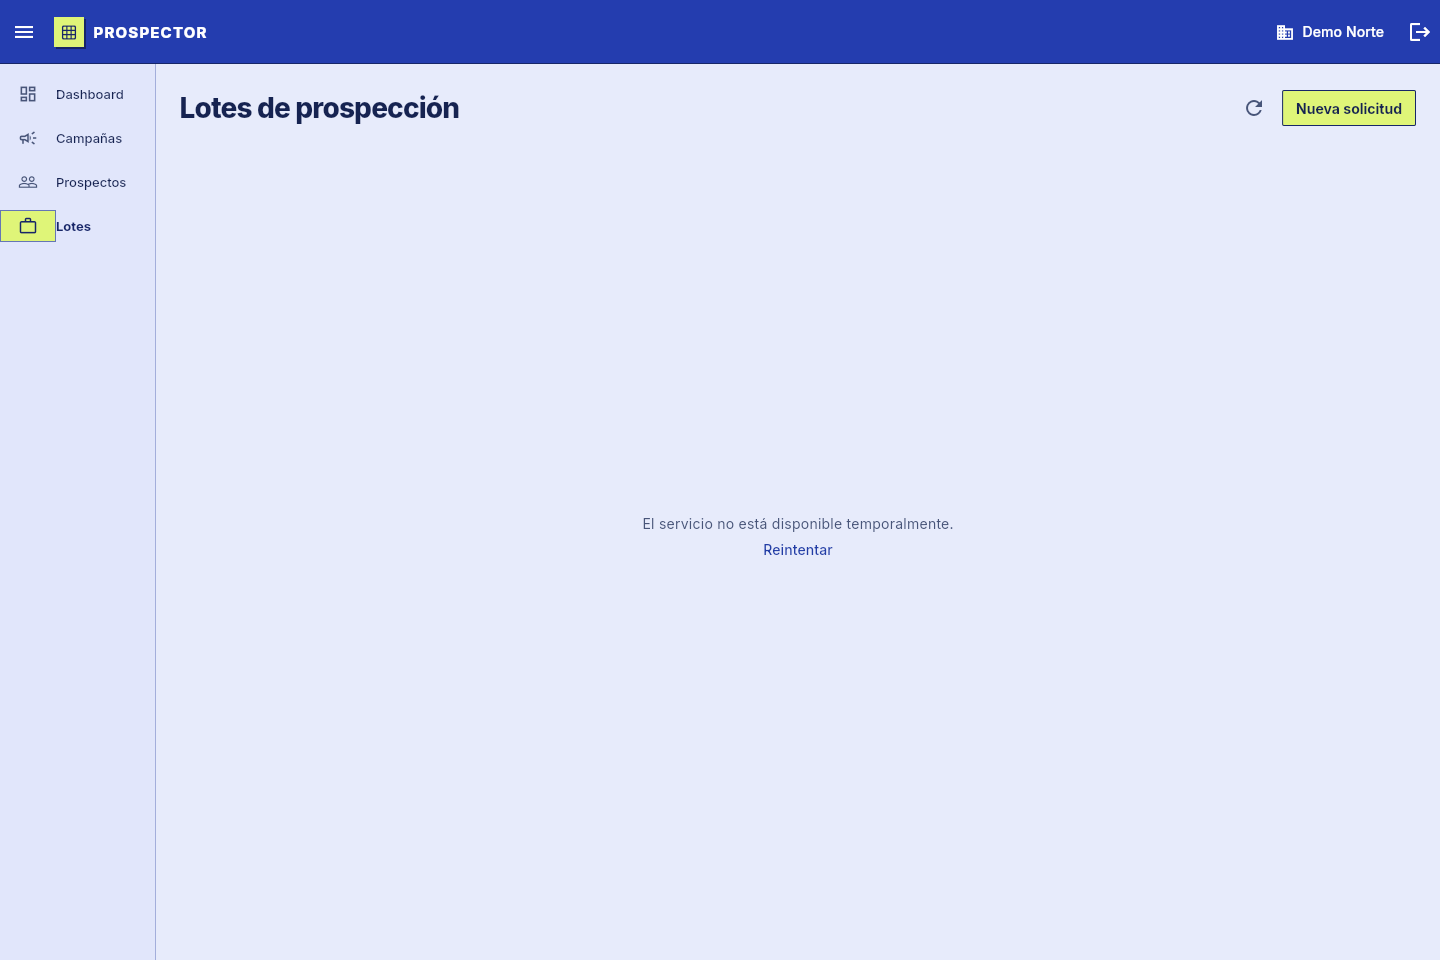 PROSPECTOR
Demo Norte
Dashboard
Campañas
Prospectos
Lotes
Lotes de prospección
Nueva solicitud
El servicio no está disponible temporalmente.
Reintentar